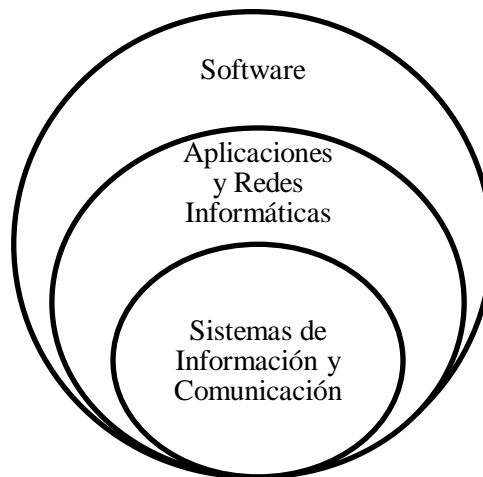 Software
Aplicaciones
y Redes
Informáticas
Sistemas de
Información y
Comunicación